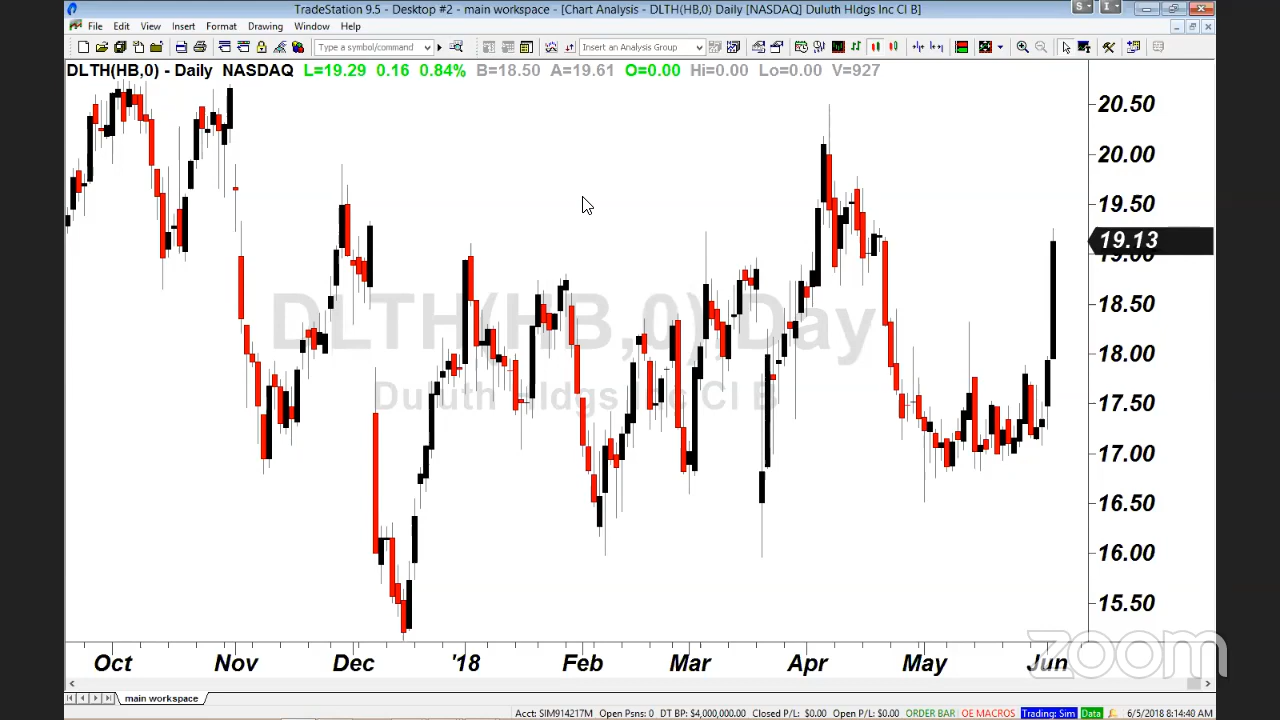 TradeStation 9.5 - Desktop #2 - main workspace - [Chart Analysis - DLTH(HB,0) Daily [NASDAQ] Duluth Hldgs Inc Cl B]
File Edit View Insert Format Drawing Window Help
Type a symbol/command
Insert an Analysis Group
DLTH(HB,0) - Daily NASDAQ L=19.29 0.16 0.84% B=18.50 A=19.61 O=0.00 Hi=0.00 Lo=0.00 V=927
20.50
20.00
19.50
19.13
19.00
18.50
DLTH(HB,0),Day
18.00
Duluth Hldgs Inc Cl B
17.50
17.00
16.50
16.00
15.50
zoom
Oct Nov Dec '18 Feb Mar Apr May Jun
main workspace
Acct: SIM914217M Open Psns: 0 DT BP: $4,000,000.00 Closed P/L: $0.00 Open P/L: $0.00 ORDER BAR OE MACROS Trading: Sim Data 6/5/2018 8:14:40 AM